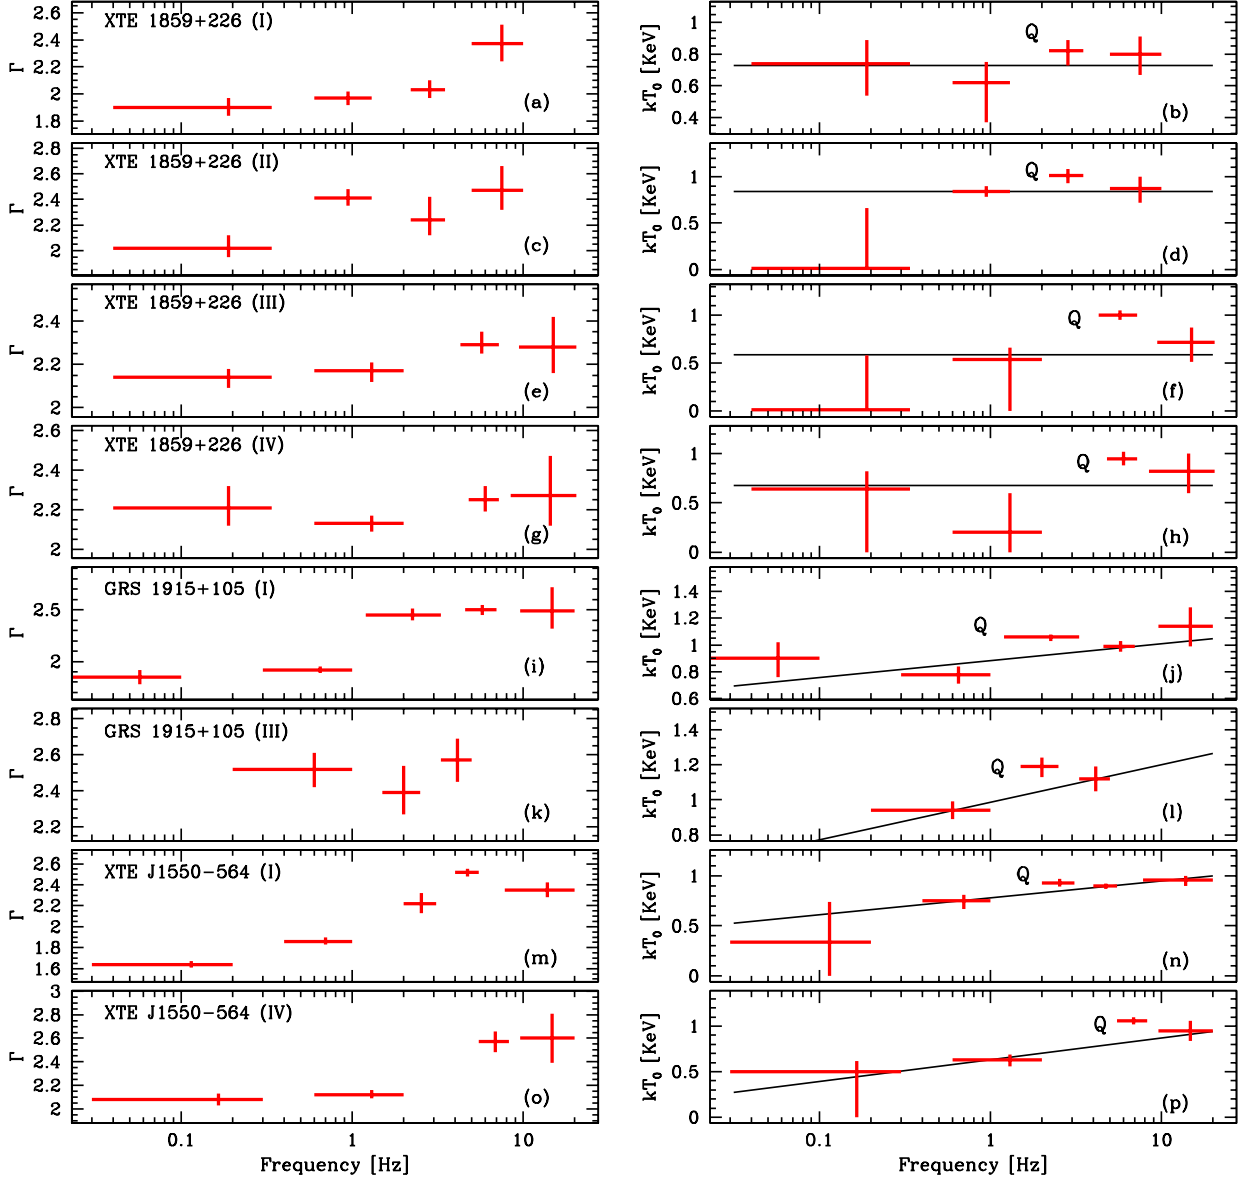 XTE 1859+226 (I)
Γ
2.6
2.4
2.2
2
1.8
(a)
kT0 [KeV]
1
0.8
0.6
0.4
Q
(b)
XTE 1859+226 (II)
Γ
2.8
2.6
2.4
2.2
2
(c)
kT0 [KeV]
1
0.5
0
Q
(d)
XTE 1859+226 (III)
Γ
2.4
2.2
2
(e)
kT0 [KeV]
1
0.5
0
Q
(f)
XTE 1859+226 (IV)
Γ
2.6
2.4
2.2
2
(g)
kT0 [KeV]
1
0.5
0
Q
(h)
GRS 1915+105 (I)
Γ
2.5
2
(i)
kT0 [KeV]
1.4
1.2
1
0.8
0.6
Q
(j)
GRS 1915+105 (III)
Γ
2.8
2.6
2.4
2.2
(k)
kT0 [KeV]
1.4
1.2
1
0.8
Q
(l)
XTE J1550−564 (I)
Γ
2.6
2.4
2.2
2
1.8
1.6
(m)
kT0 [KeV]
1
0.5
0
Q
(n)
XTE J1550−564 (IV)
Γ
3
2.8
2.6
2.4
2.2
2
(o)
kT0 [KeV]
1
0.5
0
Q
(p)
0.1 1 10
Frequency [Hz]
0.1 1 10
Frequency [Hz]